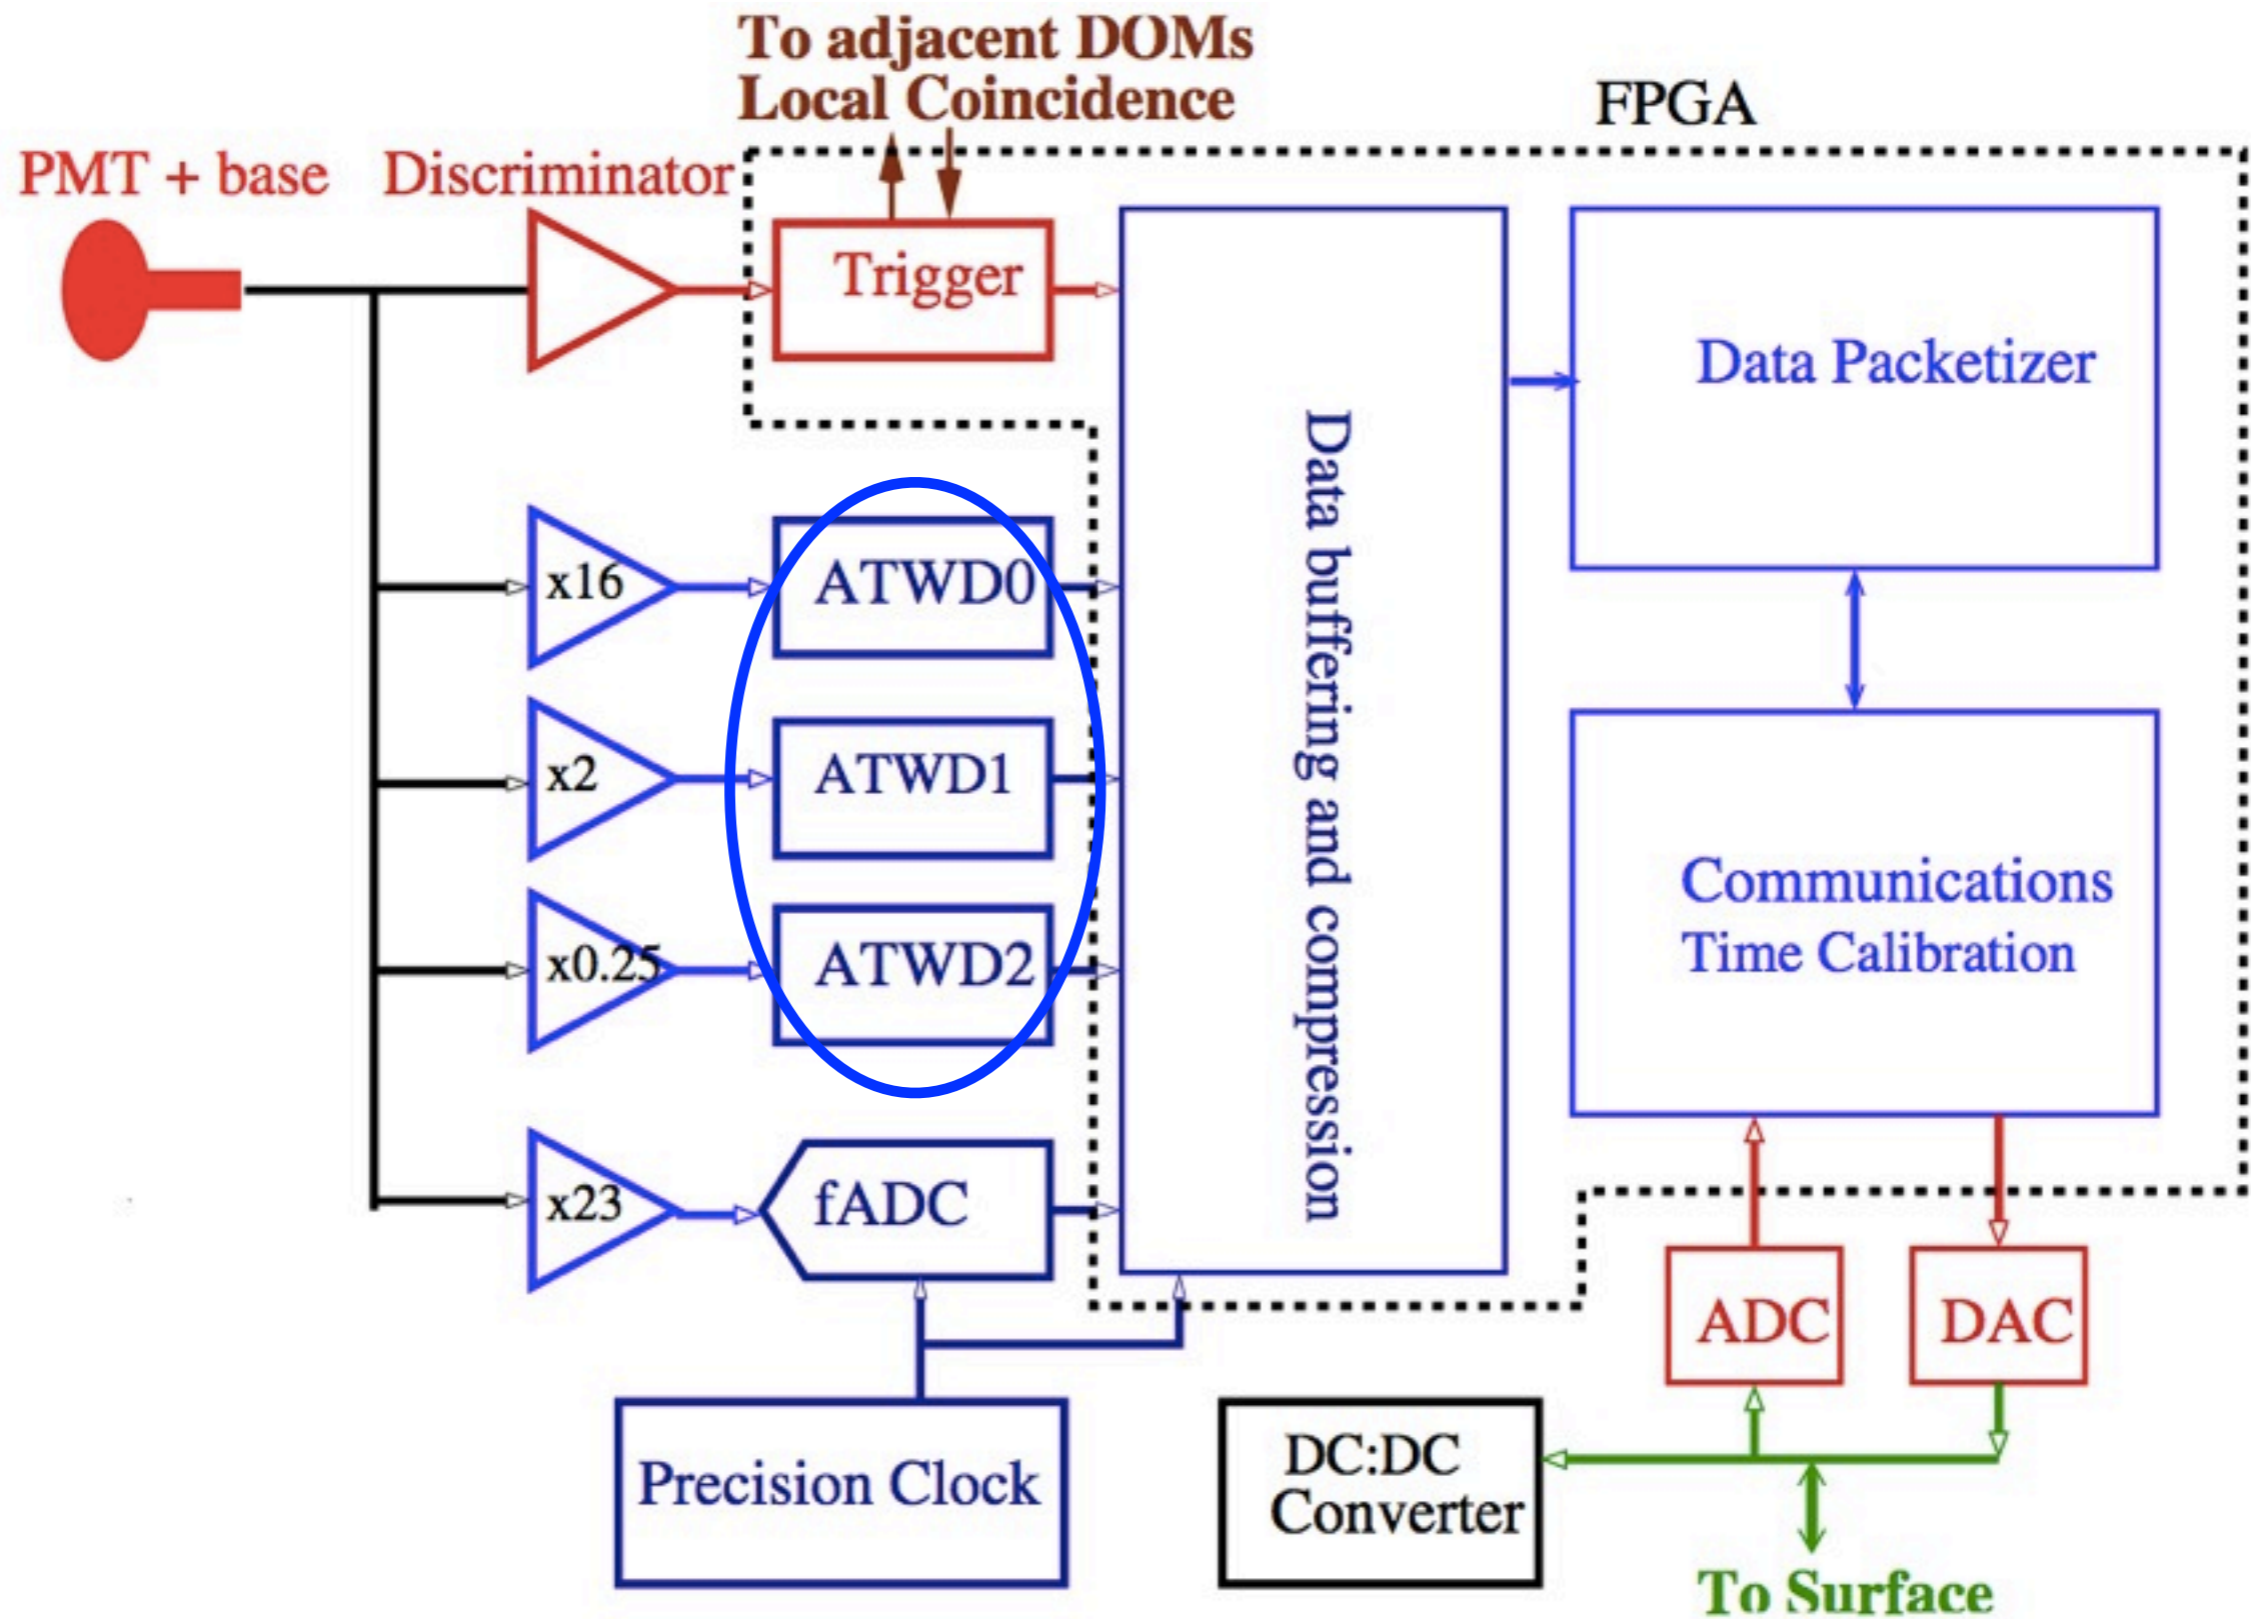 To adjacent DOMs
Local Coincidence
FPGA
PMT + base
Discriminator
Trigger
Data Packetizer
Data buffering and compression
x16
ATWD0
x2
ATWD1
x0.25
ATWD2
Communications
Time Calibration
x23
fADC
ADC
DAC
Precision Clock
DC:DC
Converter
To Surface